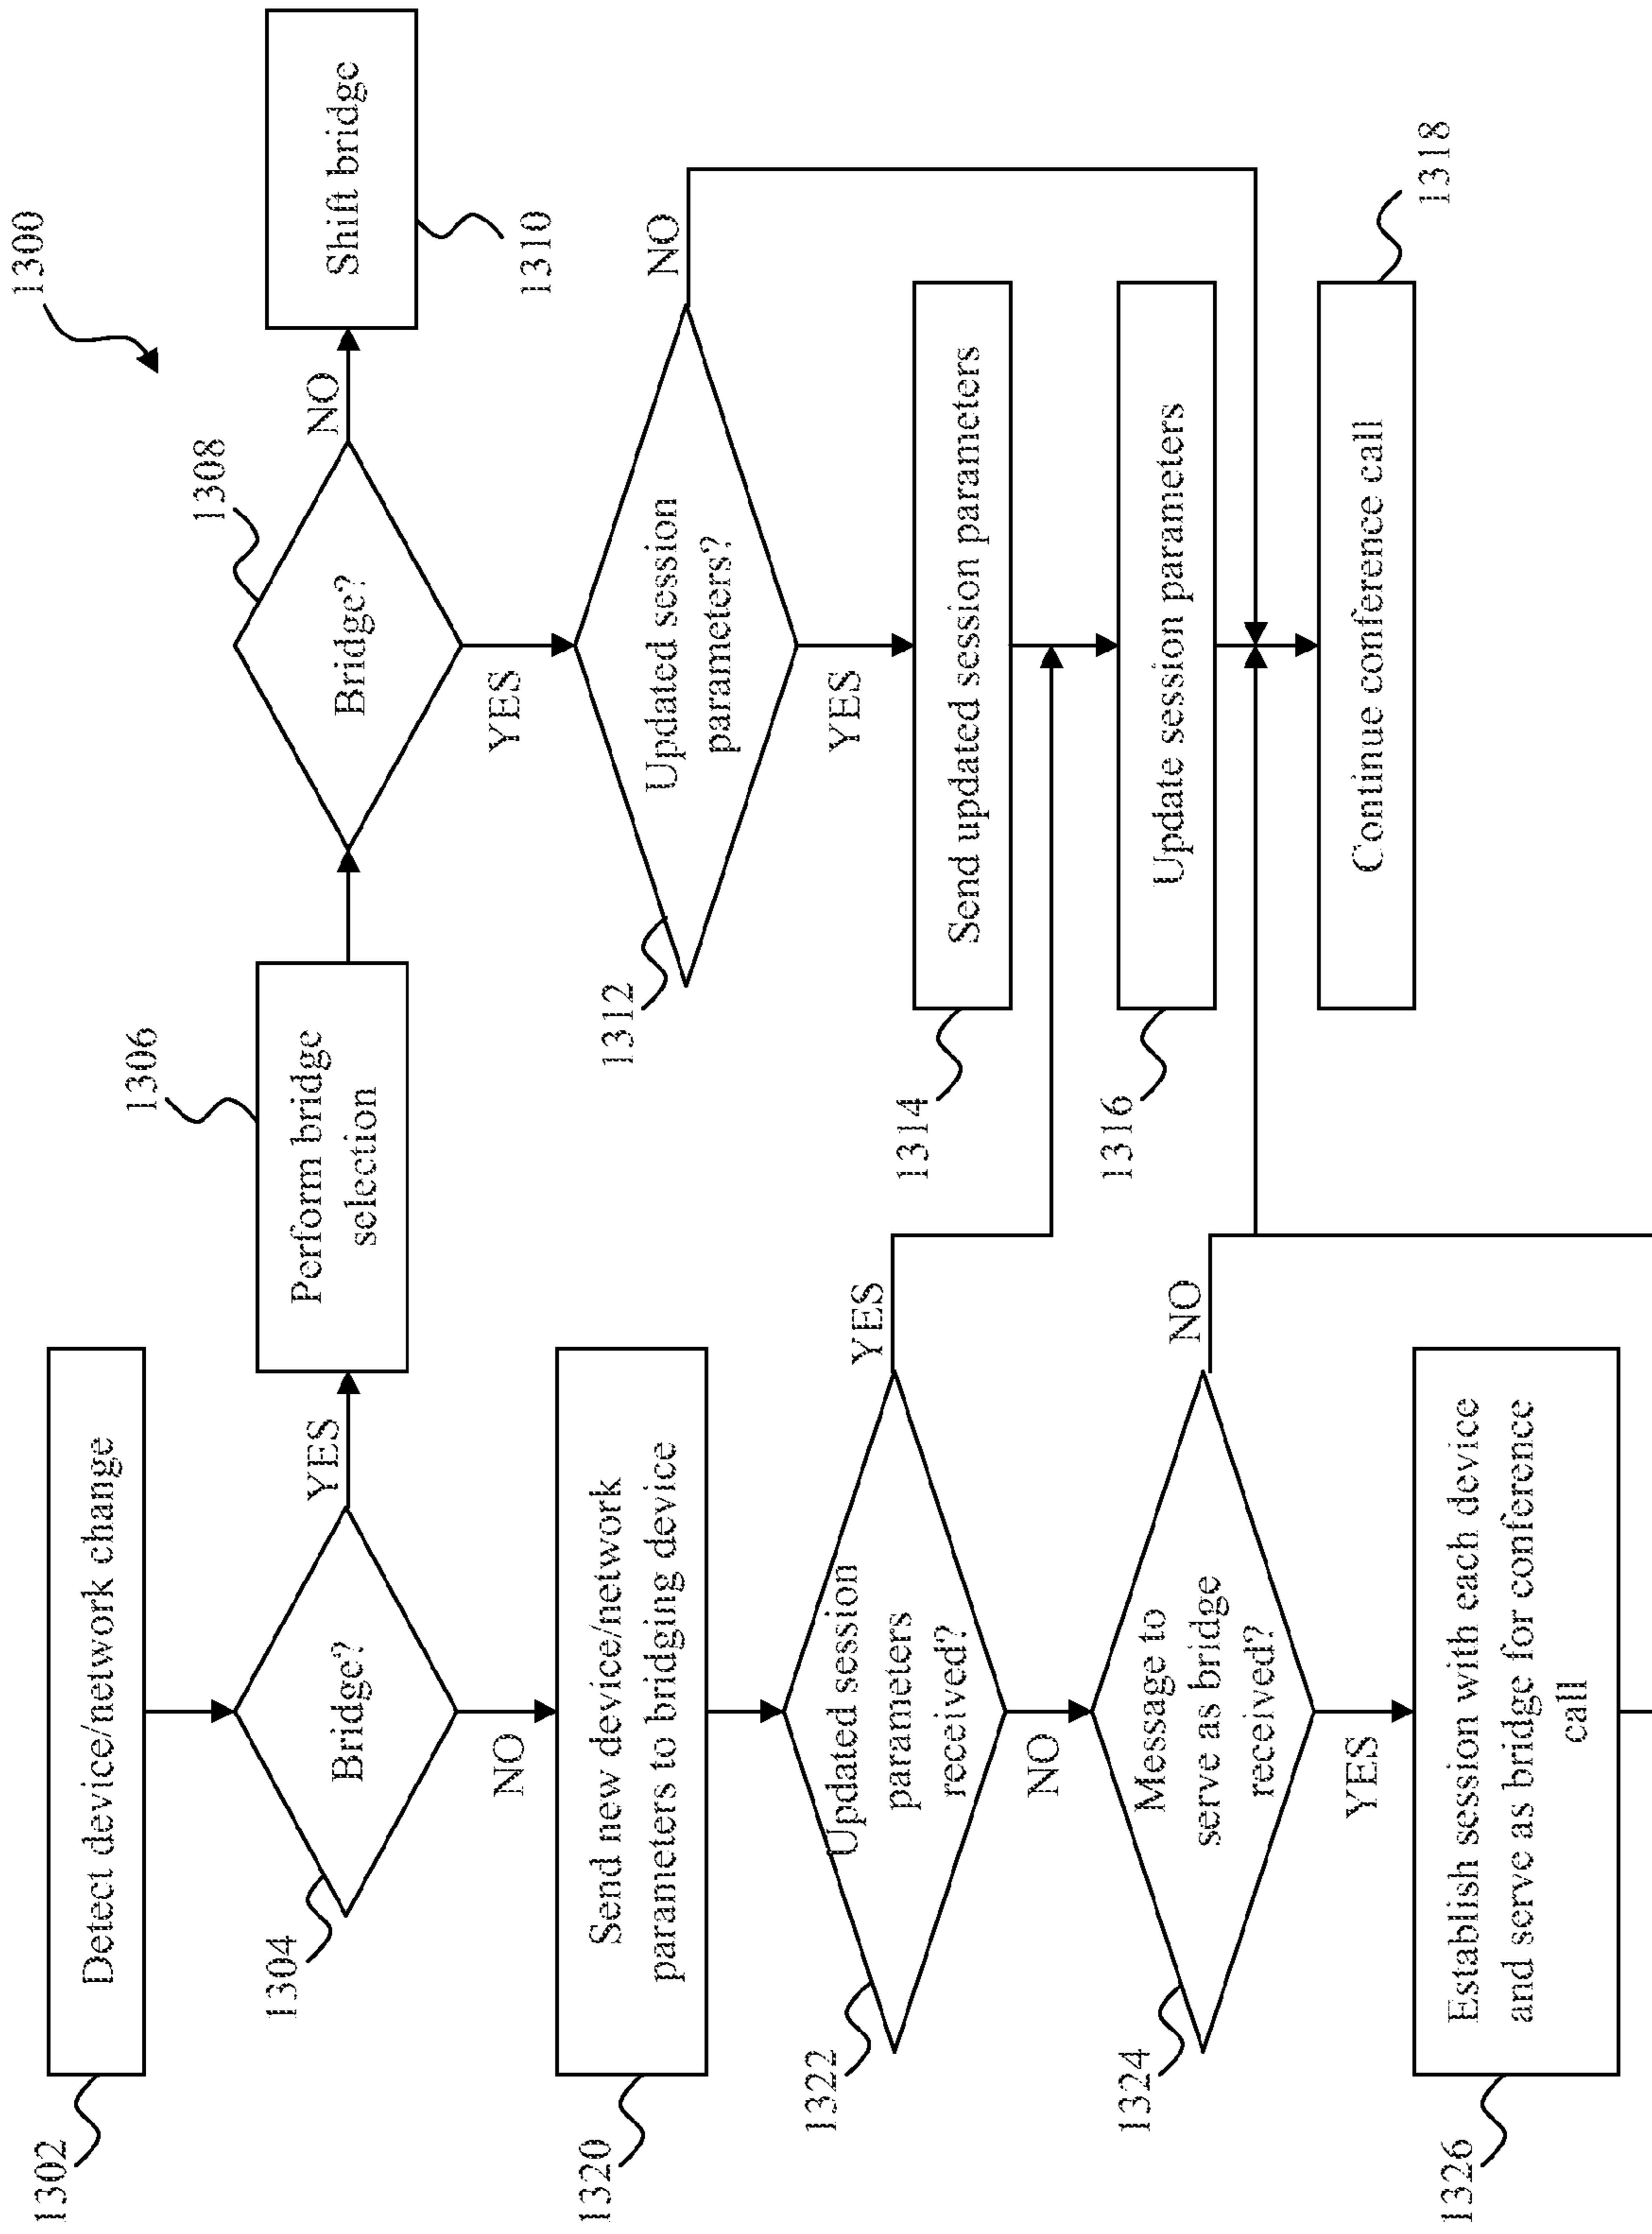 1300
1302
Detect device/network change
1304
Bridge?
YES
NO
1306
Perform bridge
selection
1308
Bridge?
NO
YES
Shift bridge
1310
1312
Updated session
parameters?
NO
YES
1314
Send updated session parameters
1316
Update session parameters
1318
Continue conference call
1320
Send new device/network
parameters to bridging device
1322
Updated session
parameters
received?
YES
NO
1324
Message to
serve as bridge
received?
NO
YES
1326
Establish session with each device
and serve as bridge for conference
call